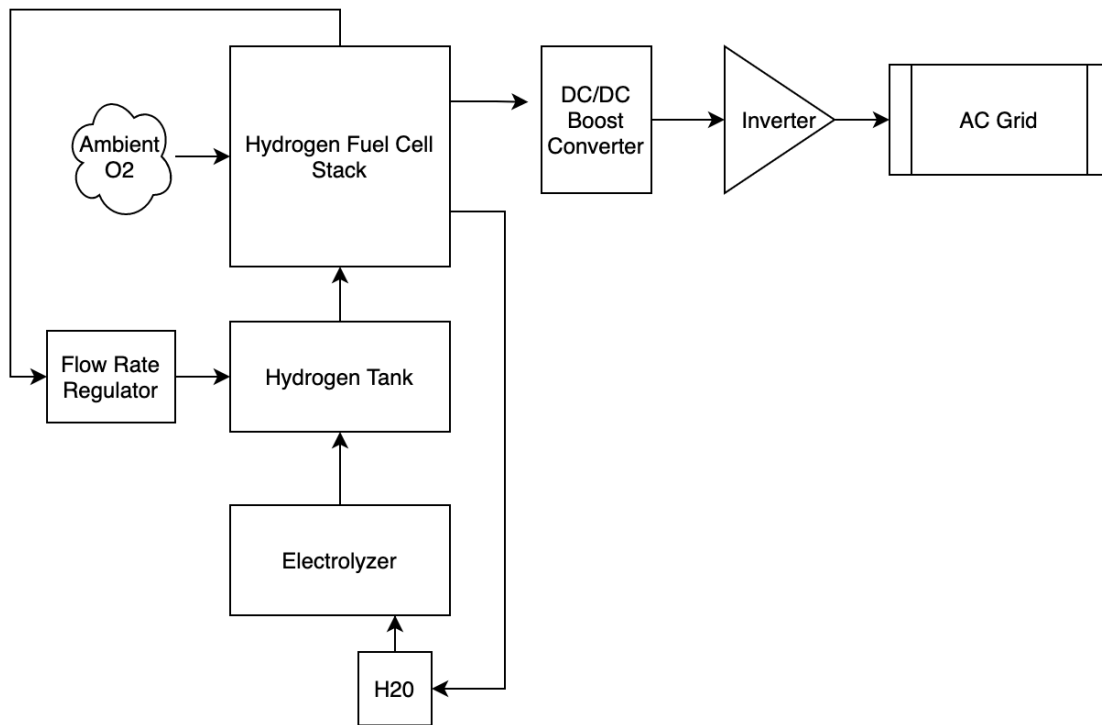 Ambient
O2
Hydrogen Fuel Cell
Stack
DC/DC
Boost
Converter
Inverter
AC Grid
Flow Rate
Regulator
Hydrogen Tank
Electrolyzer
H20